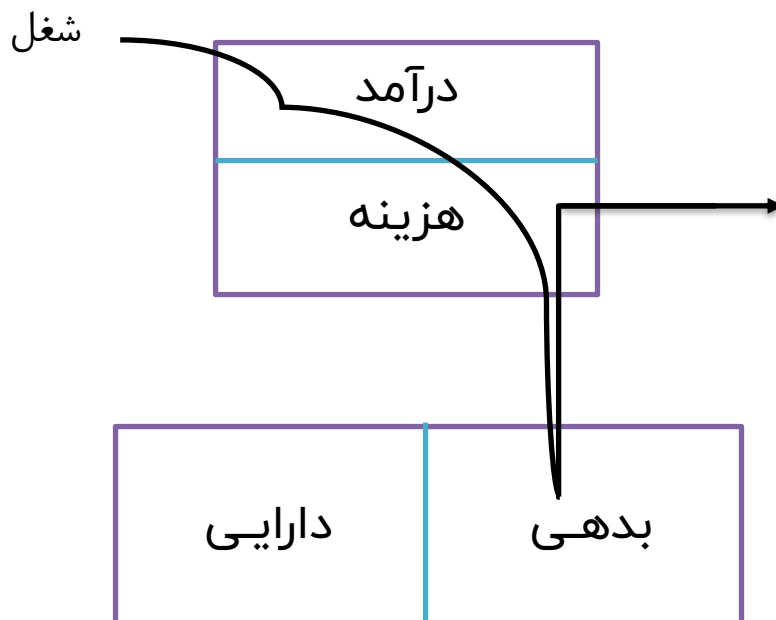 شغل
درآمد
هزینه
بدهی
دارایی